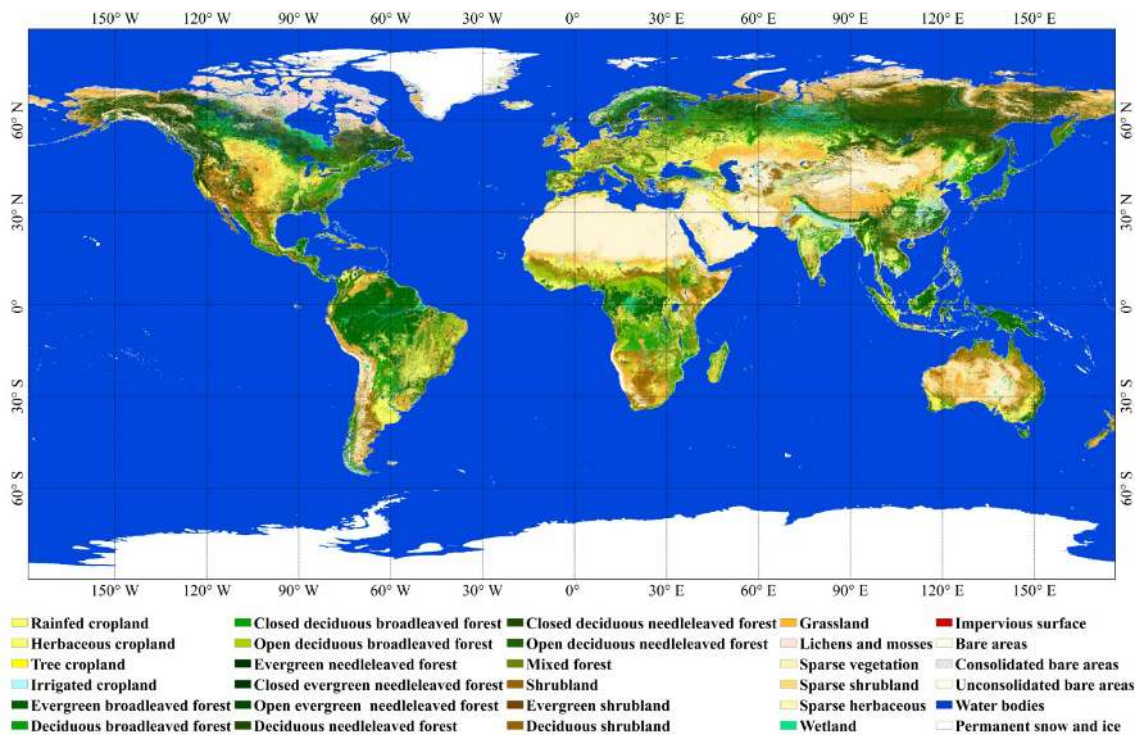 150° W 120° W 90° W 60° W 30° W 0° 30° E 60° E 90° E 120° E 150° E
60° N 60° N
30° N 30° N
0° 0°
30° S 30° S
60° S 60° S
150° W 120° W 90° W 60° W 30° W 0° 30° E 60° E 90° E 120° E 150° E
Rainfed cropland Closed deciduous broadleaved forest Closed deciduous needleleaved forest Grassland Impervious surface
Herbaceous cropland Open deciduous broadleaved forest Open deciduous needleleaved forest Lichens and mosses Bare areas
Tree cropland Evergreen needleleaved forest Mixed forest Sparse vegetation Consolidated bare areas
Irrigated cropland Closed evergreen needleleaved forest Shrubland Sparse shrubland Unconsolidated bare areas
Evergreen broadleaved forest Open evergreen needleleaved forest Evergreen shrubland Sparse herbaceous Water bodies
Deciduous broadleaved forest Deciduous needleleaved forest Deciduous shrubland Wetland Permanent snow and ice